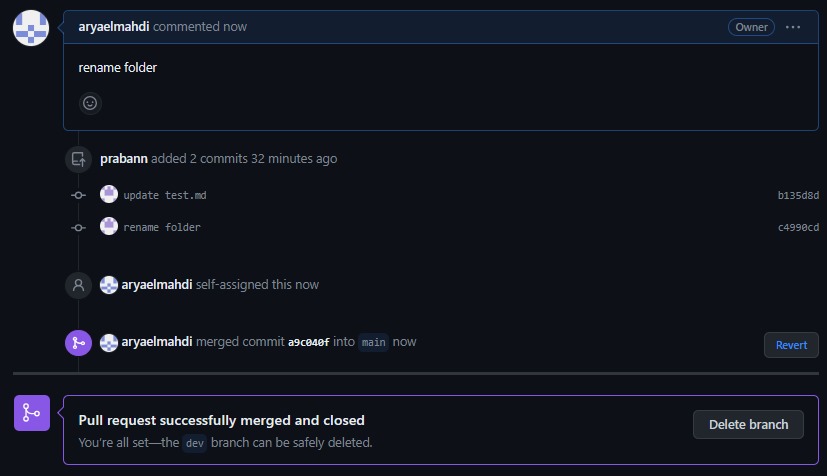 aryaelmahdi commented now Owner ...
rename folder
prabann added 2 commits 32 minutes ago
update test.md b135d8d
rename folder c4990cd
aryaelmahdi self-assigned this now
aryaelmahdi merged commit a9c040f into main now Revert
Pull request successfully merged and closed
You're all set—the dev branch can be safely deleted.
Delete branch